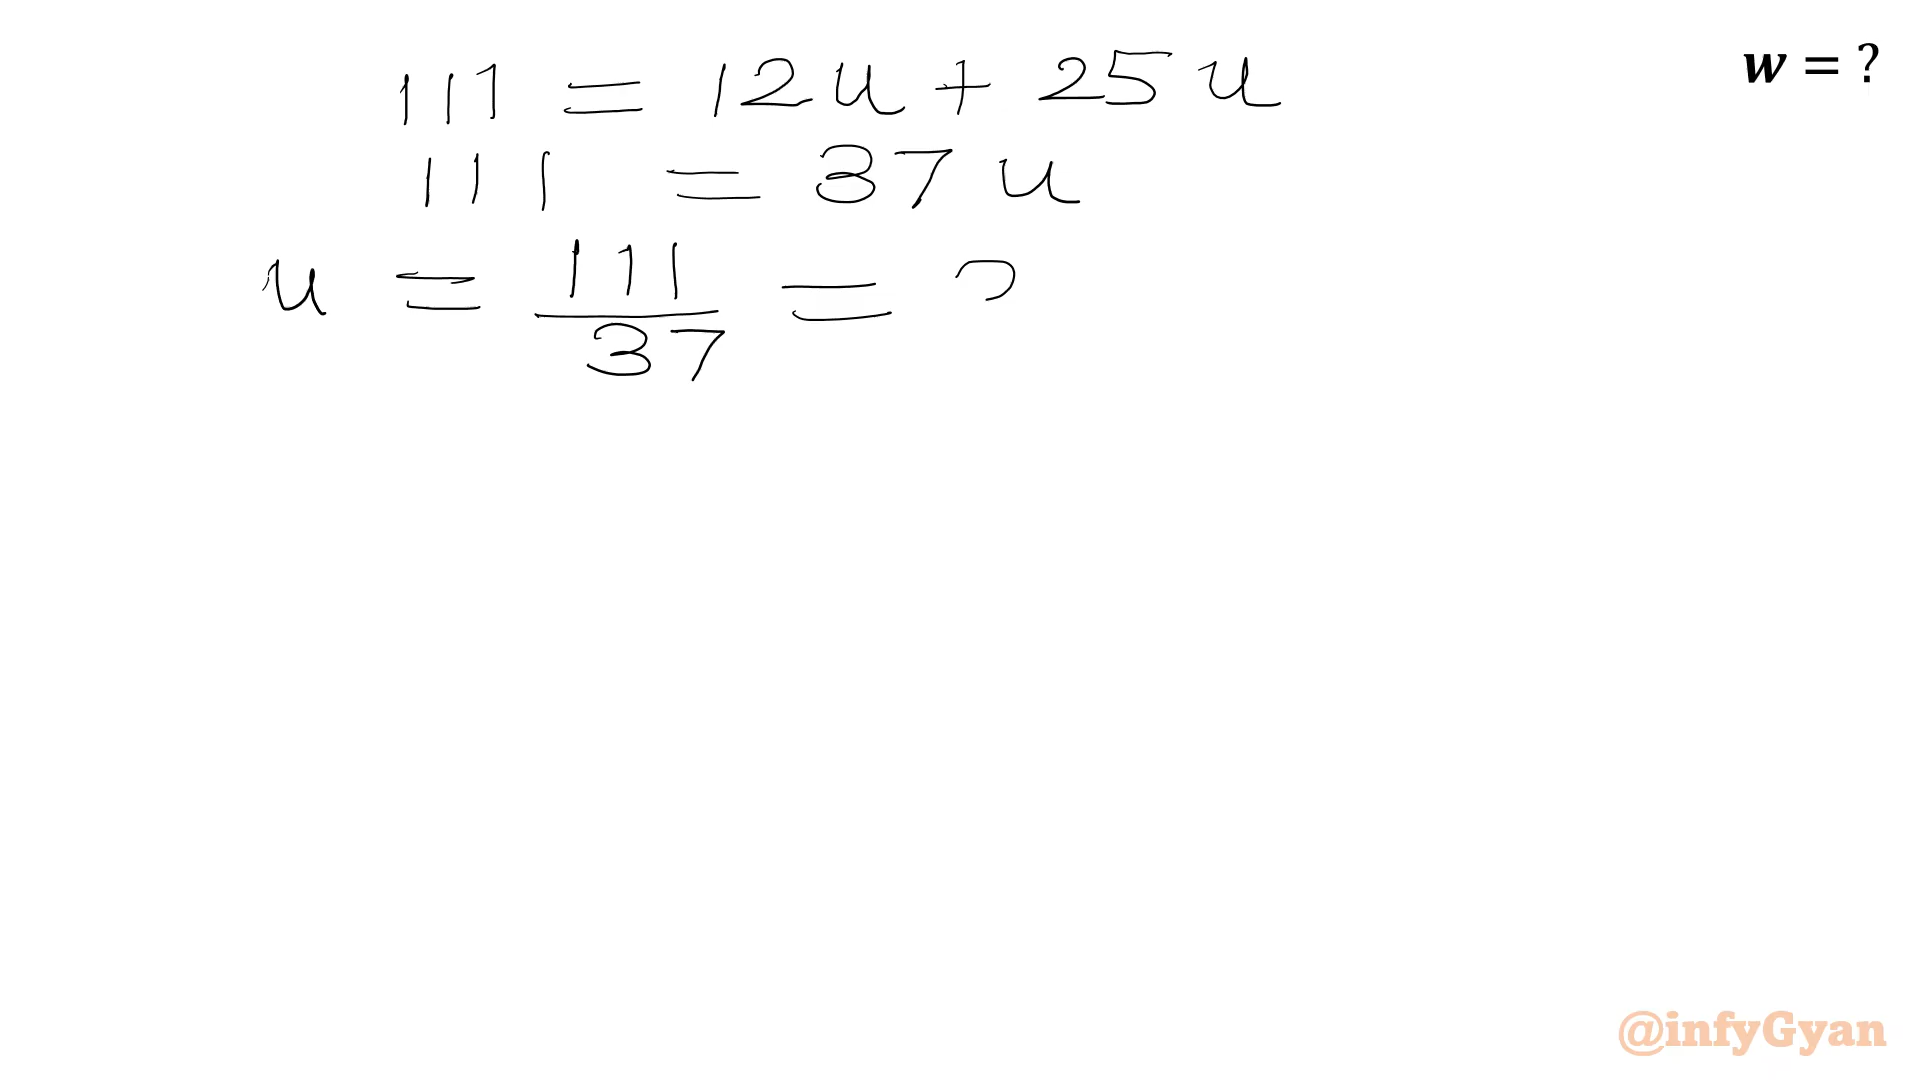 w = ?
111 = 12u + 25u
111 = 37u
u = 111/37 =
@infyGyan